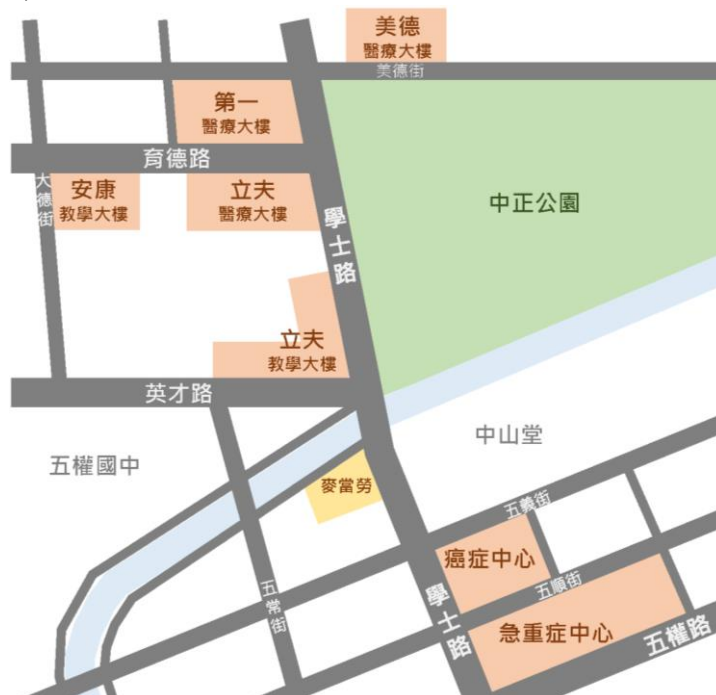 美德
醫療大樓
美德街
第一
醫療大樓
育德路
大德街
安康
教學大樓
立夫
醫療大樓
學士路
中正公園
立夫
教學大樓
英才路
五權國中
中山堂
麥當勞
五義街
癌症中心
五順街
五常街
學士路
急重症中心
五權路